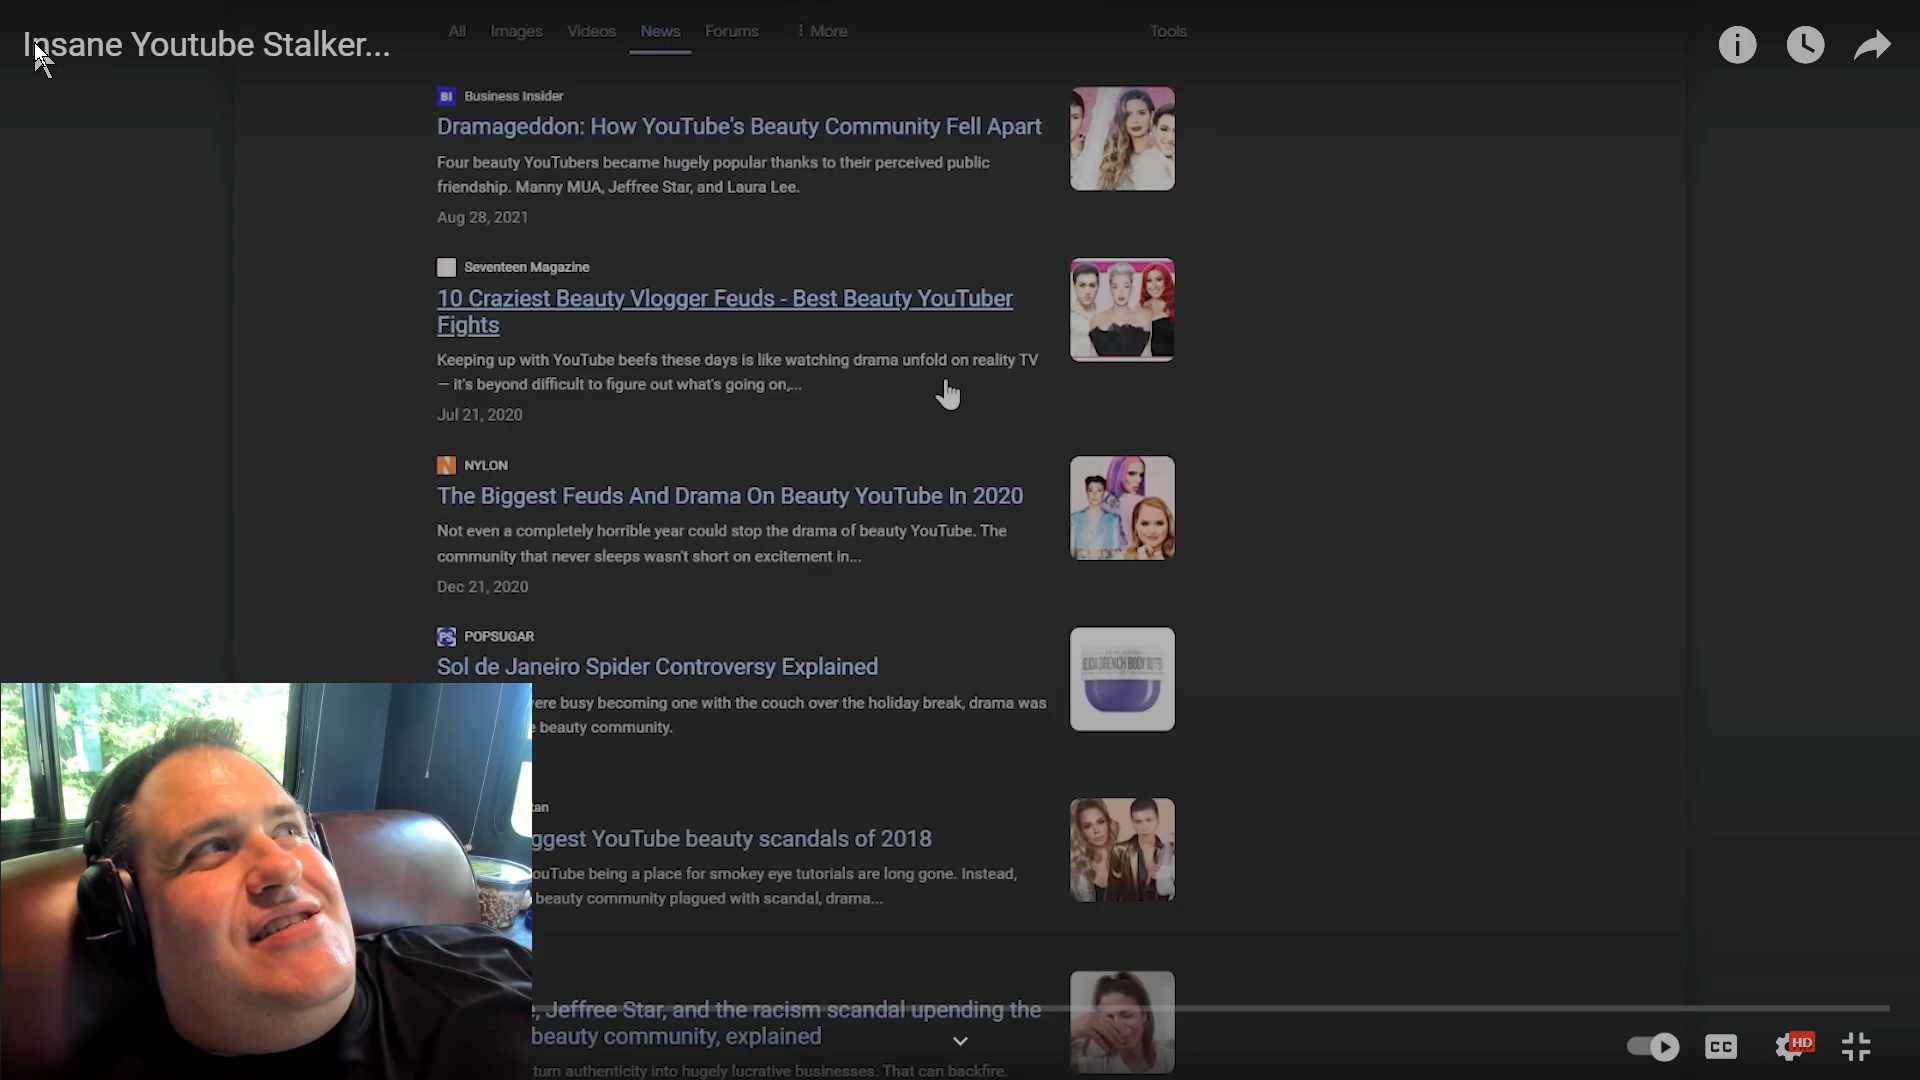 Insane Youtube Stalker...
All Images Videos News Forums More Tools
BI Business Insider
Dramageddon: How YouTube's Beauty Community Fell Apart
Four beauty YouTubers became hugely popular thanks to their perceived public
friendship. Manny MUA, Jeffree Star, and Laura Lee.
Aug 28, 2021
Seventeen Magazine
10 Craziest Beauty Vlogger Feuds - Best Beauty YouTuber
Fights
Keeping up with YouTube beefs these days is like watching drama unfold on reality TV
— it's beyond difficult to figure out what's going on,...
Jul 21, 2020
N NYLON
The Biggest Feuds And Drama On Beauty YouTube In 2020
Not even a completely horrible year could stop the drama of beauty YouTube. The
community that never sleeps wasn't short on excitement in...
Dec 21, 2020
PS POPSUGAR
Sol de Janeiro Spider Controversy Explained
ere busy becoming one with the couch over the holiday break, drama was
beauty community.
tan
ggest YouTube beauty scandals of 2018
ouTube being a place for smokey eye tutorials are long gone. Instead,
beauty community plagued with scandal, drama...
, Jeffree Star, and the racism scandal upending the
beauty community, explained
turn authenticity into hugely lucrative businesses. That can backfire.
CC HD